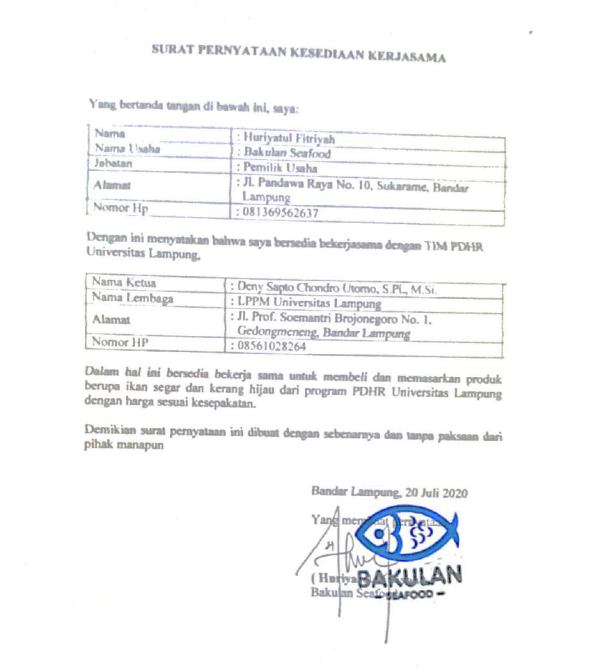 SURAT PERNYATAAN KESEDIAAN KERJASAMA
Yang bertanda tangan di bawah ini, saya:
Nama : Huriyatul Fitriyah
Nama Usaha : Bakulan Seafood
Jabatan : Pemilik Usaha
Alamat : Jl. Pandawa Raya No. 10, Sukarame, Bandar
Lampung
Nomor Hp : 081369562637
Dengan ini menyatakan bahwa saya bersedia bekerjasama dengan TIM PDHR
Universitas Lampung,
Nama Ketua : Deny Sapto Chondro Utomo, S.Pi., M.Si.
Nama Lembaga : LPPM Universitas Lampung
Alamat : Jl. Prof. Soemantri Brojonegoro No. 1,
Gedongmeneng, Bandar Lampung
Nomor HP : 08561028264
Dalam hal ini bersedia bekerja sama untuk membeli dan memasarkan produk
berupa ikan segar dan kerang hijau dari program PDHR Universitas Lampung
dengan harga sesuai kesepakatan.
Demikian surat pernyataan ini dibuat dengan sebenarnya dan tanpa paksaan dari
pihak manapun
Bandar Lampung, 20 Juli 2020
Yang
BAKULAN
Bakulan Seafood
- SEAFOOD -